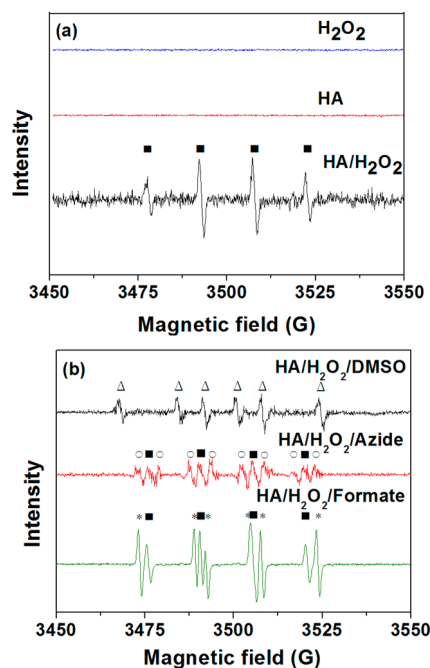 (a)
H₂O₂
HA
HA/H₂O₂
Intensity
3450 3475 3500 3525 3550
Magnetic field (G)
(b)
HA/H₂O₂/DMSO
HA/H₂O₂/Azide
HA/H₂O₂/Formate
Intensity
3450 3475 3500 3525 3550
Magnetic field (G)